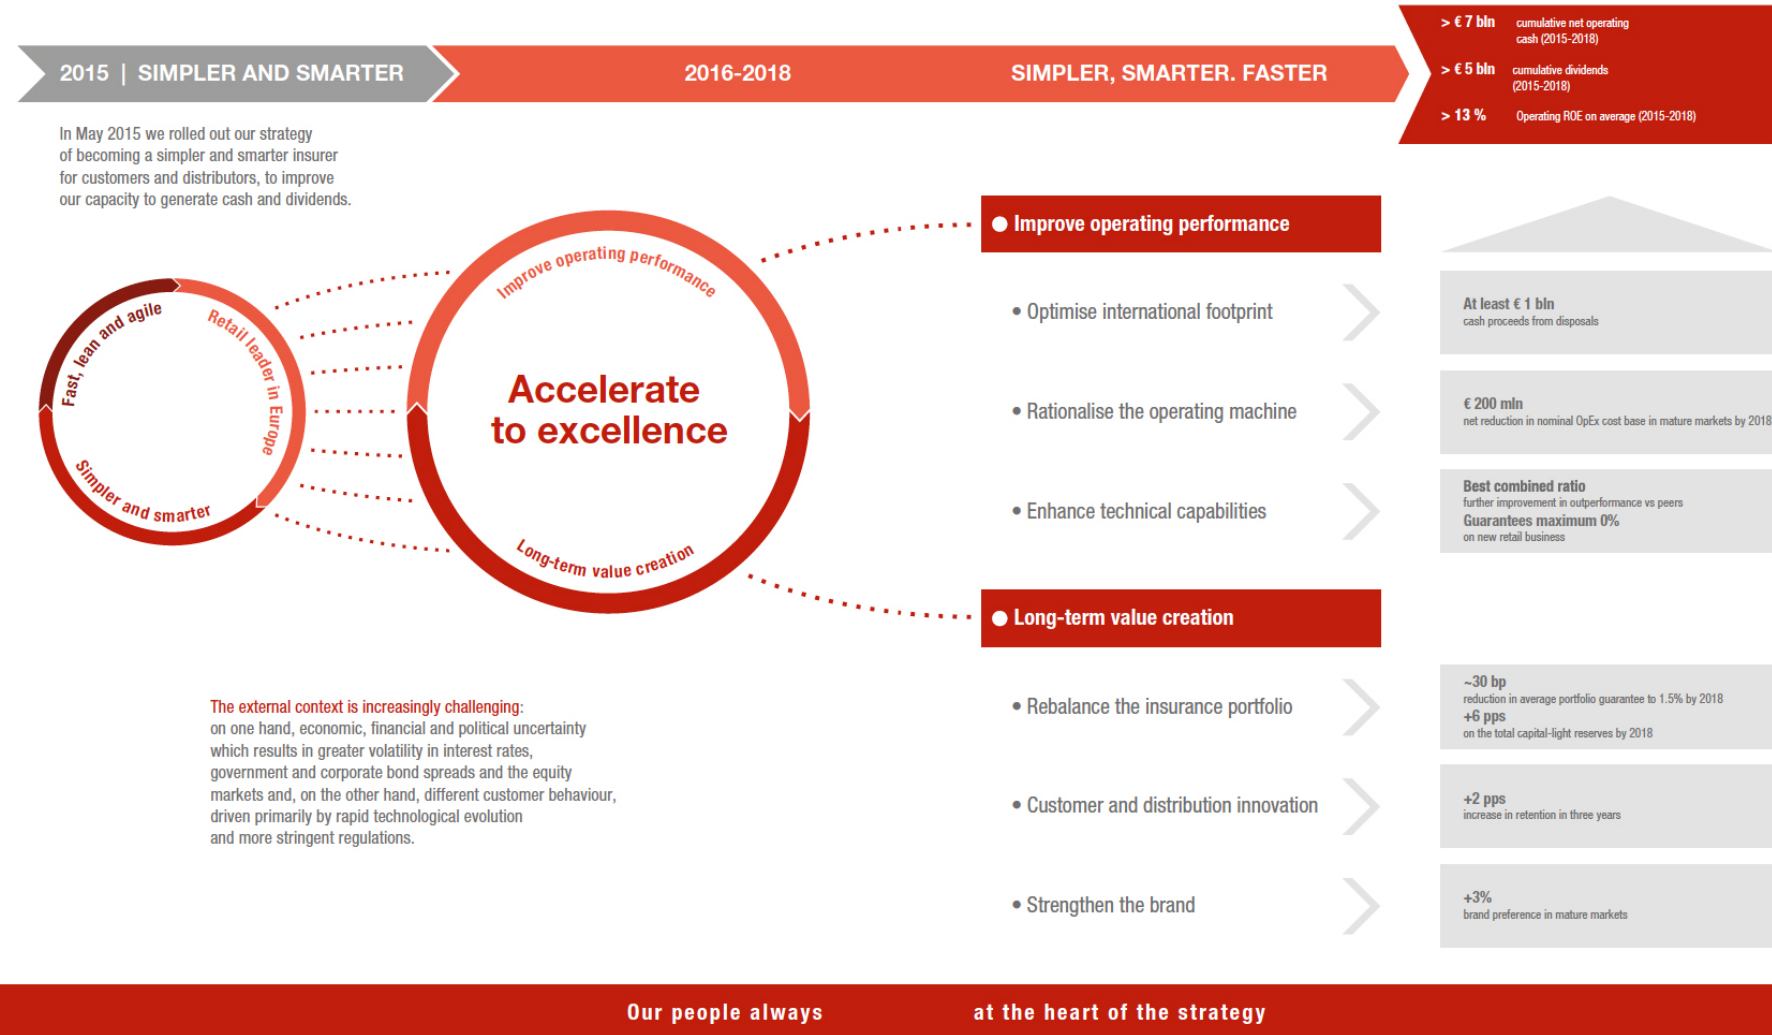 2015 | SIMPLER AND SMARTER
2016-2018
SIMPLER, SMARTER. FASTER
> € 7 bln cumulative net operating
cash (2015-2018)
> € 5 bln cumulative dividends
(2015-2018)
> 13 % Operating ROE on average (2015-2018)
In May 2015 we rolled out our strategy
of becoming a simpler and smarter insurer
for customers and distributors, to improve
our capacity to generate cash and dividends.
Fast, lean and agile
Retail leader in Europe
Simpler and smarter
Improve operating performance
Accelerate
to excellence
Long-term value creation
The external context is increasingly challenging:
on one hand, economic, financial and political uncertainty
which results in greater volatility in interest rates,
government and corporate bond spreads and the equity
markets and, on the other hand, different customer behaviour,
driven primarily by rapid technological evolution
and more stringent regulations.
Improve operating performance
• Optimise international footprint
At least € 1 bln
cash proceeds from disposals
• Rationalise the operating machine
€ 200 mln
net reduction in nominal OpEx cost base in mature markets by 2018
• Enhance technical capabilities
Best combined ratio
further improvement in outperformance vs peers
Guarantees maximum 0%
on new retail business
Long-term value creation
• Rebalance the insurance portfolio
~30 bp
reduction in average portfolio guarantee to 1.5% by 2018
+6 pps
on the total capital-light reserves by 2018
• Customer and distribution innovation
+2 pps
increase in retention in three years
• Strengthen the brand
+3%
brand preference in mature markets
Our people always at the heart of the strategy